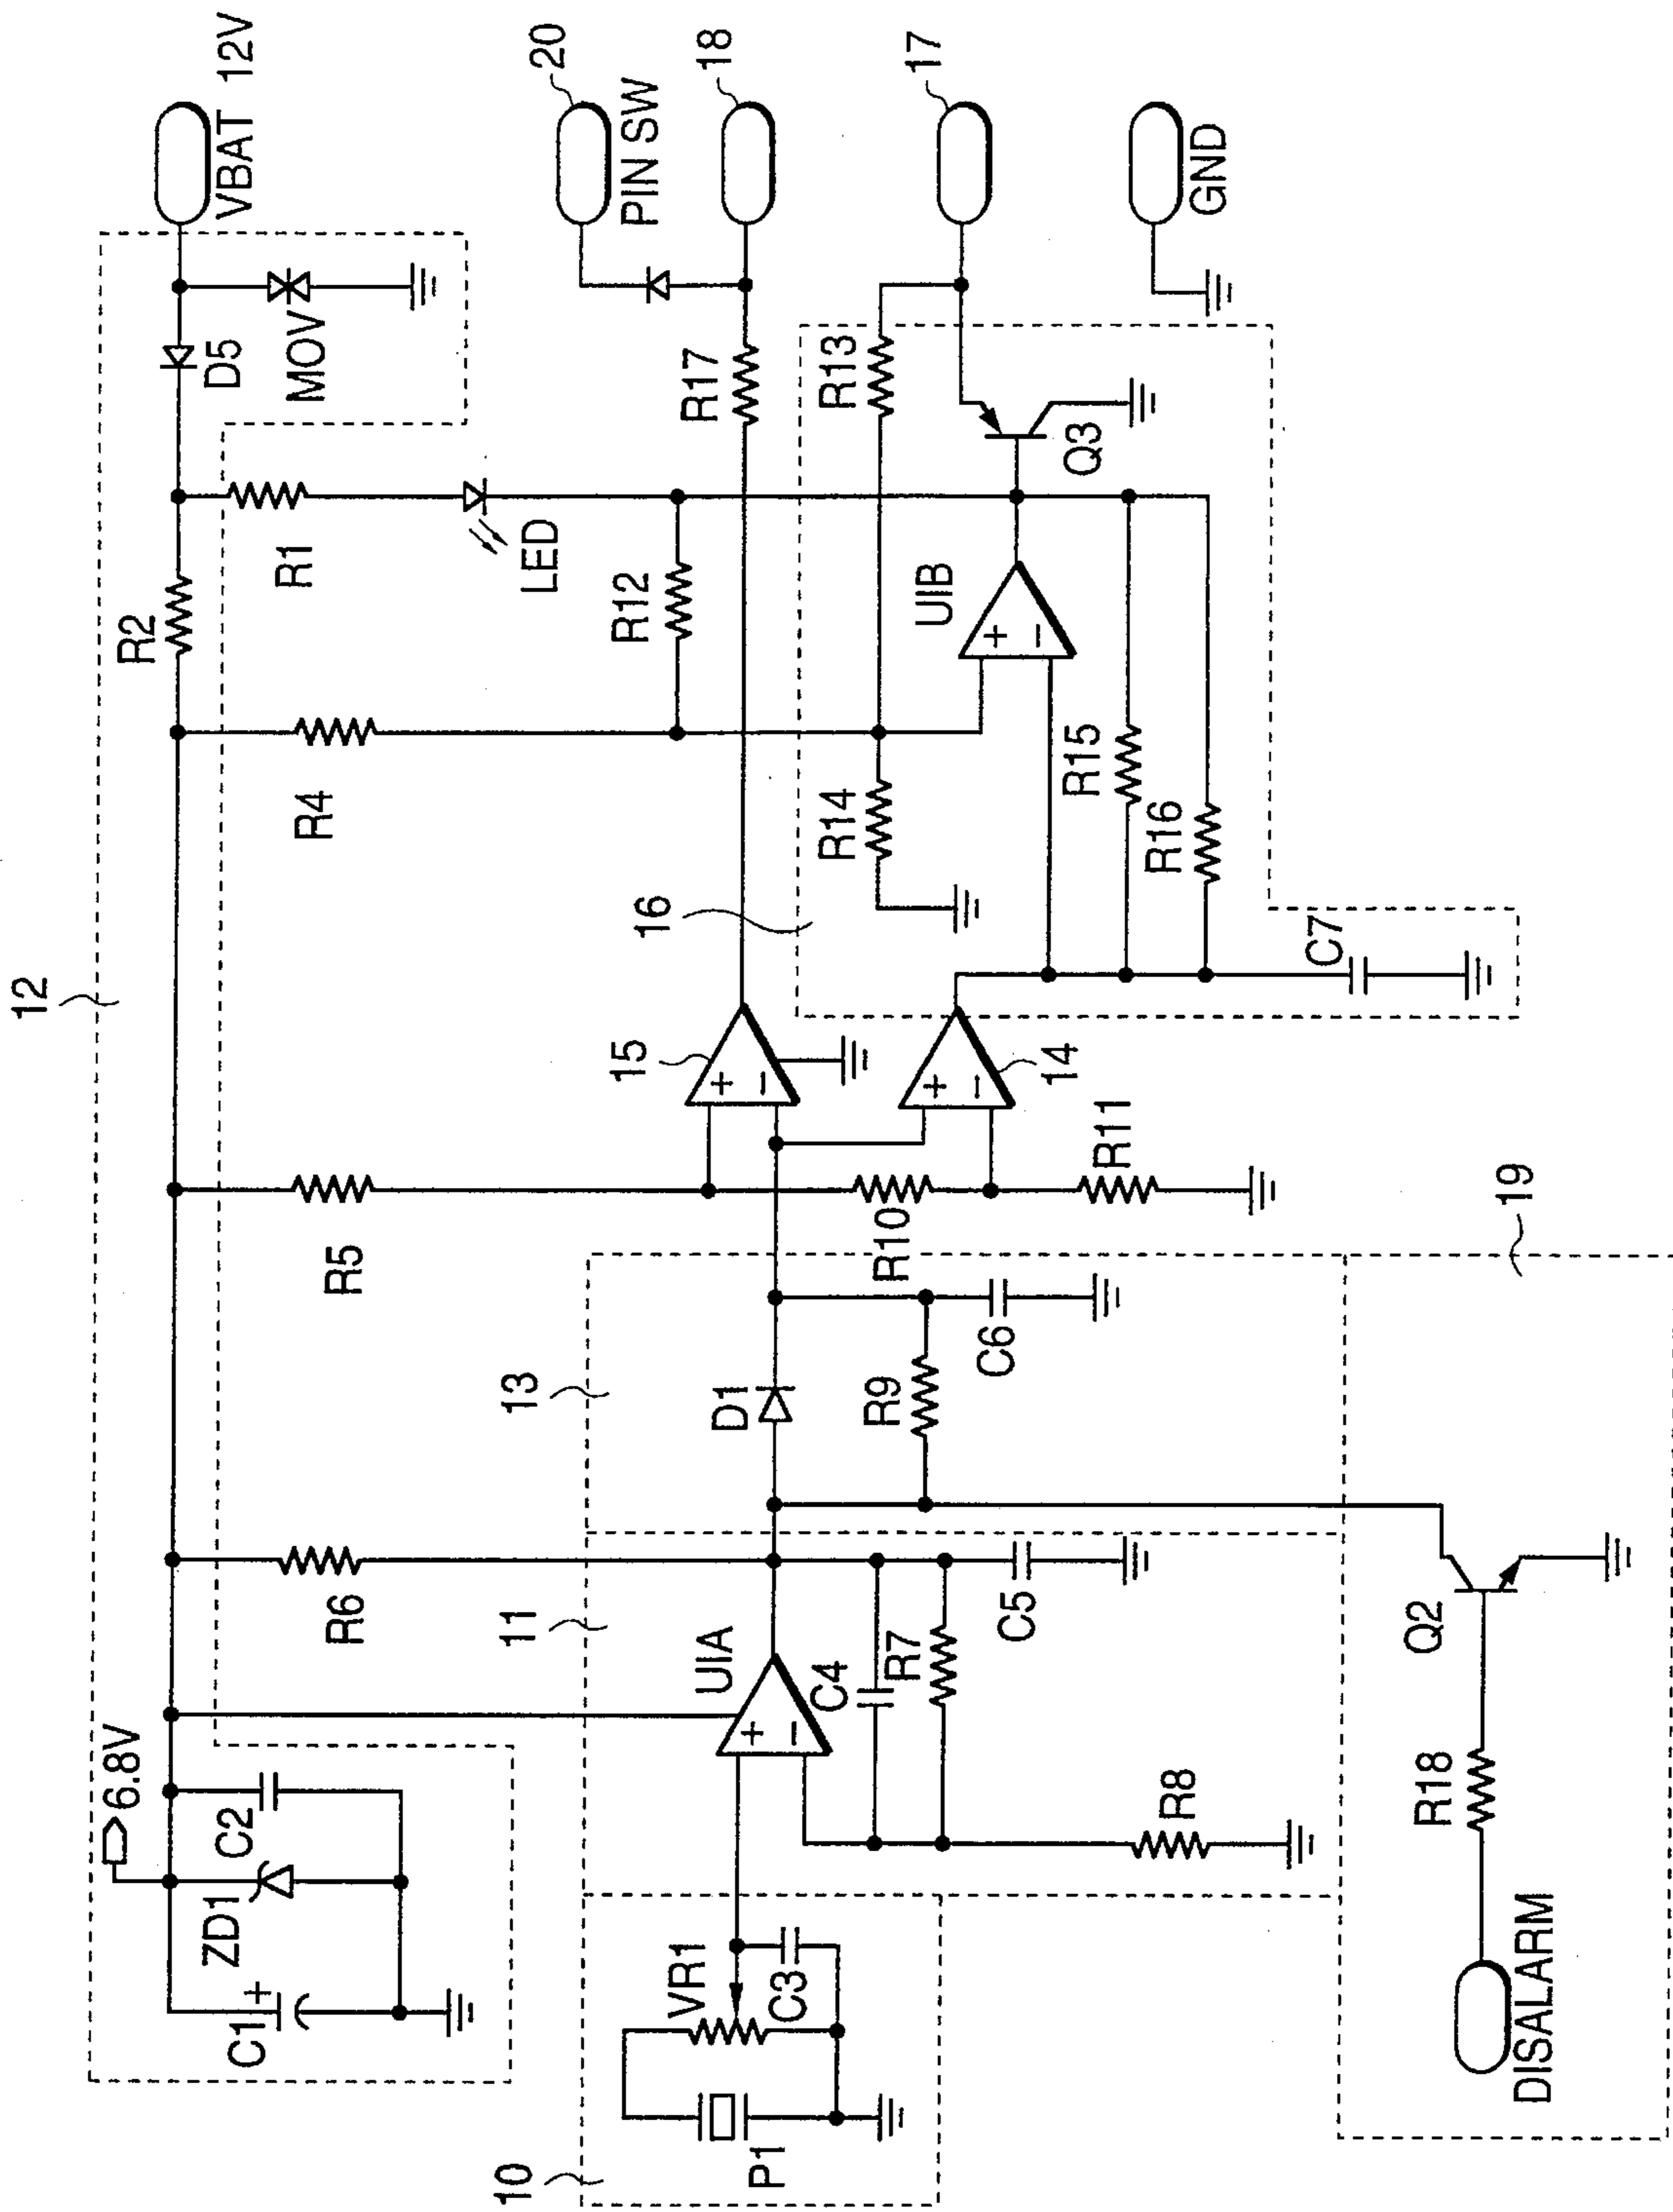 12
VBAT 12V
D5
MOV
R2
R1
LED
R4
R5
R6
6.8V
C2
ZD1
C1 +
20
PIN SW
18
R17
R12
15
+
−
16
R13
17
R14
UIB
+
−
Q3
R15
R16
C7
GND
14
+
−
R10
R11
13
D1
R9
C6
11
UIA
+
−
C4
R7
C5
R8
10
P1
VR1
C3
19
Q2
R18
DISALARM